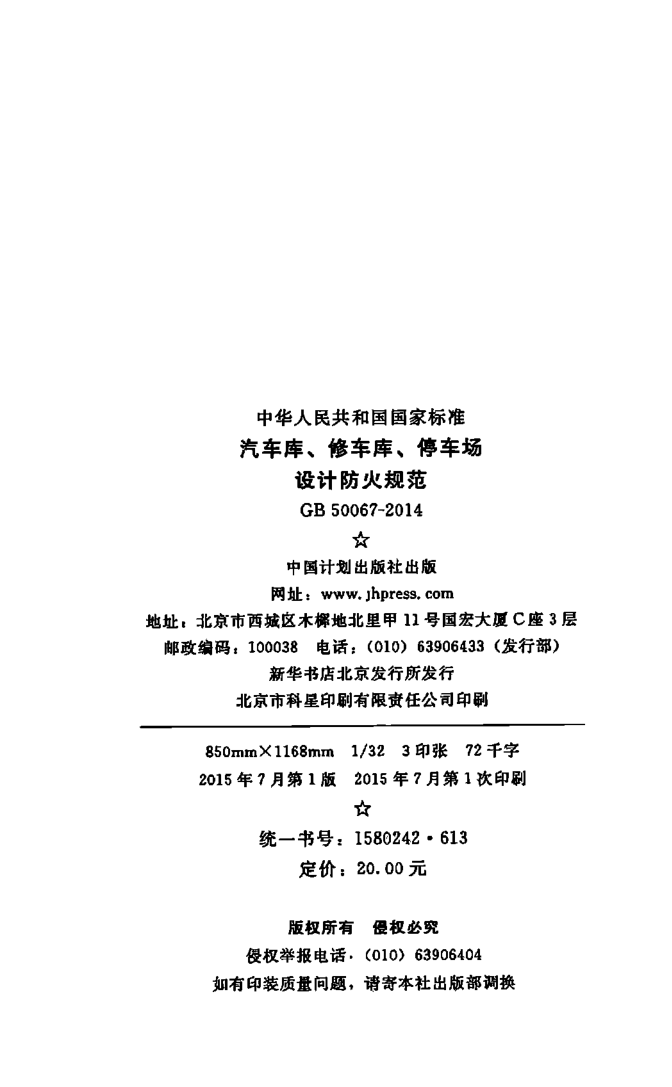 中华人民共和国国家标准
汽车库、修车库、停车场
设计防火规范
GB 50067-2014
☆
中国计划出版社出版
网址：www.jhpress.com
地址：北京市西城区木樨地北里甲 11 号国宏大厦 C 座 3 层
邮政编码：100038 电话：(010) 63906433（发行部）
新华书店北京发行所发行
北京市科星印刷有限责任公司印刷
850mm×1168mm 1/32 3 印张 72 千字
2015 年 7 月第 1 版 2015 年 7 月第 1 次印刷
☆
统一书号：1580242·613
定价：20.00 元
版权所有 侵权必究
侵权举报电话：(010) 63906404
如有印装质量问题，请寄本社出版部调换